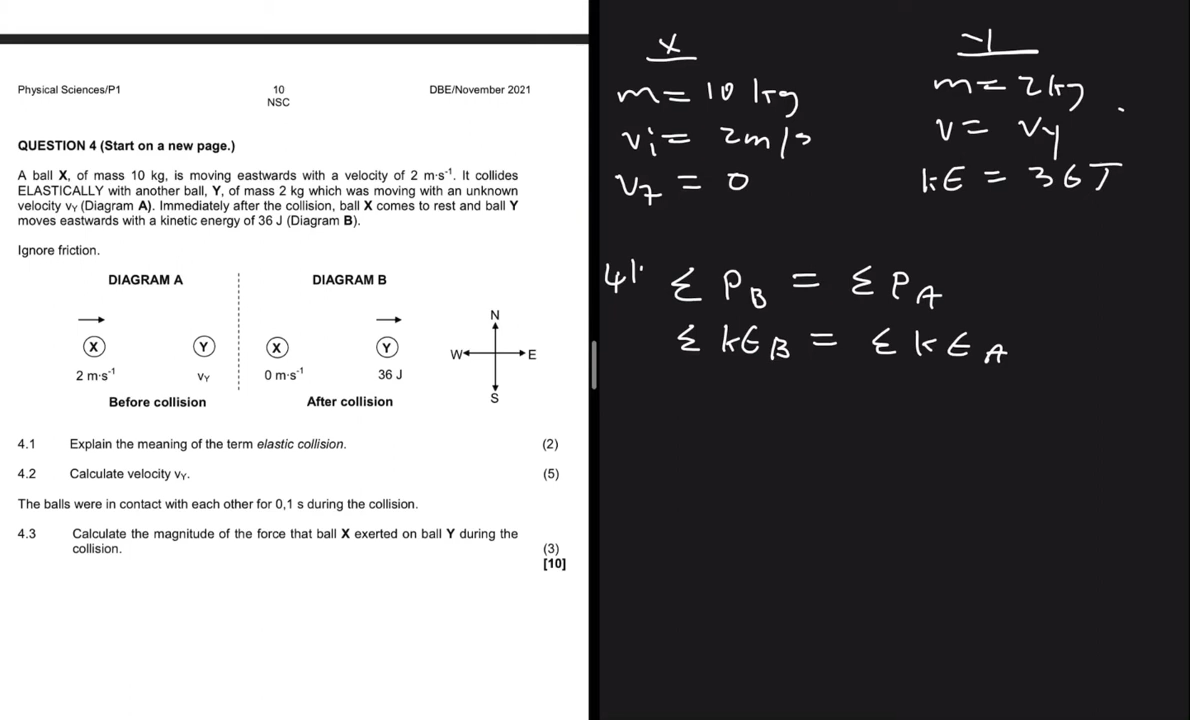 Physical Sciences/P1 10 DBE/November 2021
NSC
QUESTION 4 (Start on a new page.)
A ball X, of mass 10 kg, is moving eastwards with a velocity of 2 m·s⁻¹. It collides
ELASTICALLY with another ball, Y, of mass 2 kg which was moving with an unknown
velocity vY (Diagram A). Immediately after the collision, ball X comes to rest and ball Y
moves eastwards with a kinetic energy of 36 J (Diagram B).
Ignore friction.
DIAGRAM A DIAGRAM B
N
X Y X Y W E
2 m·s⁻¹ vY 0 m·s⁻¹ 36 J
S
Before collision After collision
4.1 Explain the meaning of the term elastic collision. (2)
4.2 Calculate velocity vY. (5)
The balls were in contact with each other for 0,1 s during the collision.
4.3 Calculate the magnitude of the force that ball X exerted on ball Y during the
collision. (3)
[10]
X
m = 10 kg
vi = 2m/s
vf = 0
Y
m = 2kg
v = vy
kE = 36J
41. Σ PB = Σ PA
Σ kEB = Σ kEA